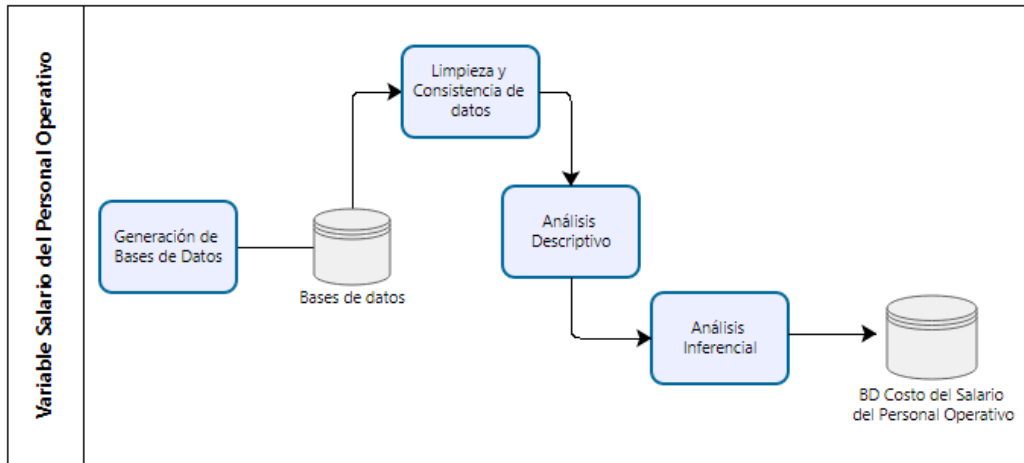 Variable Salario del Personal Operativo
Generación de
Bases de Datos
Bases de datos
Limpieza y
Consistencia de
datos
Análisis
Descriptivo
Análisis
Inferencial
BD Costo del Salario
del Personal Operativo